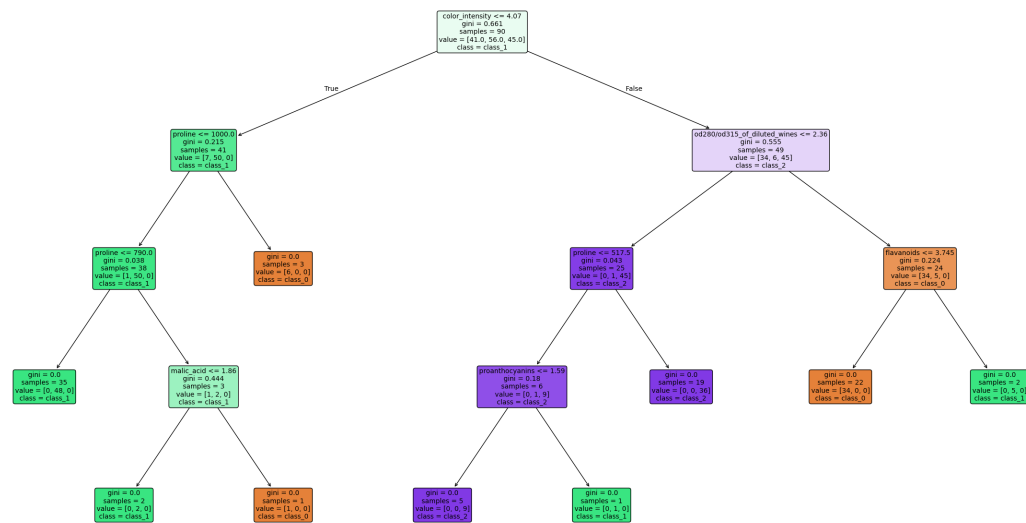 color_intensity <= 4.07
gini = 0.661
samples = 90
value = [41.0, 56.0, 45.0]
class = class_1
True
False
proline <= 1000.0
gini = 0.215
samples = 41
value = [7, 50, 0]
class = class_1
od280/od315_of_diluted_wines <= 2.36
gini = 0.555
samples = 49
value = [34, 6, 45]
class = class_2
proline <= 790.0
gini = 0.038
samples = 38
value = [1, 50, 0]
class = class_1
gini = 0.0
samples = 3
value = [6, 0, 0]
class = class_0
proline <= 517.5
gini = 0.043
samples = 25
value = [0, 1, 45]
class = class_2
flavanoids <= 3.745
gini = 0.224
samples = 24
value = [34, 5, 0]
class = class_0
gini = 0.0
samples = 35
value = [0, 48, 0]
class = class_1
malic_acid <= 1.86
gini = 0.444
samples = 3
value = [1, 2, 0]
class = class_1
proanthocyanins <= 1.59
gini = 0.18
samples = 6
value = [0, 1, 9]
class = class_2
gini = 0.0
samples = 19
value = [0, 0, 36]
class = class_2
gini = 0.0
samples = 22
value = [34, 0, 0]
class = class_0
gini = 0.0
samples = 2
value = [0, 5, 0]
class = class_1
gini = 0.0
samples = 2
value = [0, 2, 0]
class = class_1
gini = 0.0
samples = 1
value = [1, 0, 0]
class = class_0
gini = 0.0
samples = 5
value = [0, 0, 9]
class = class_2
gini = 0.0
samples = 1
value = [0, 1, 0]
class = class_1